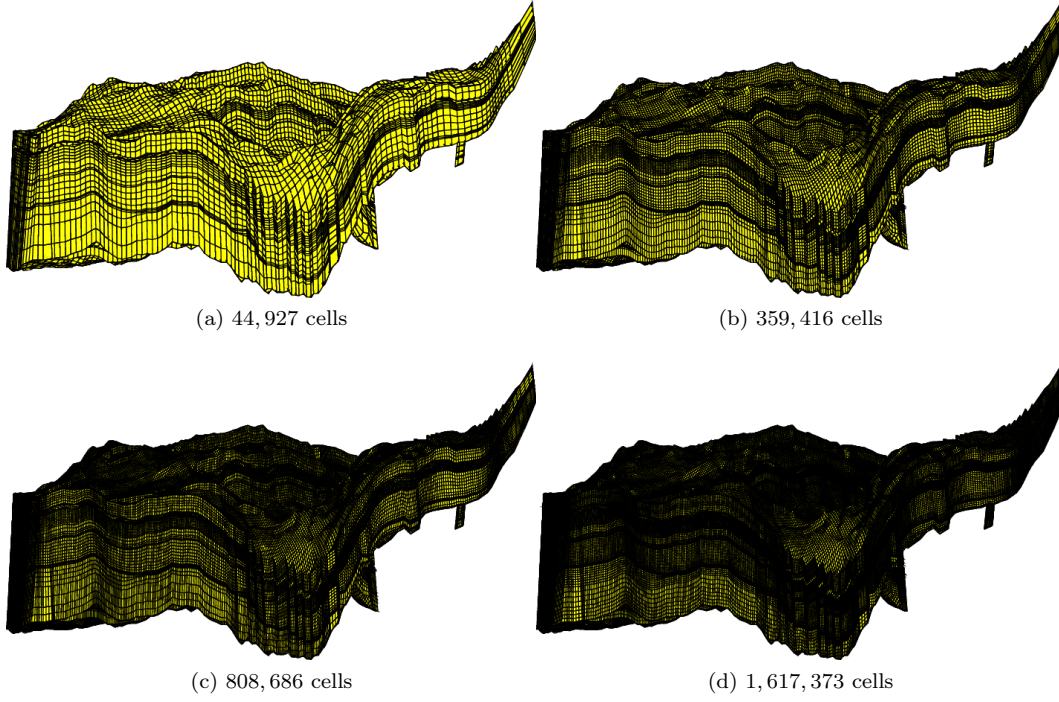 (a) 44, 927 cells
(b) 359, 416 cells
(c) 808, 686 cells
(d) 1, 617, 373 cells